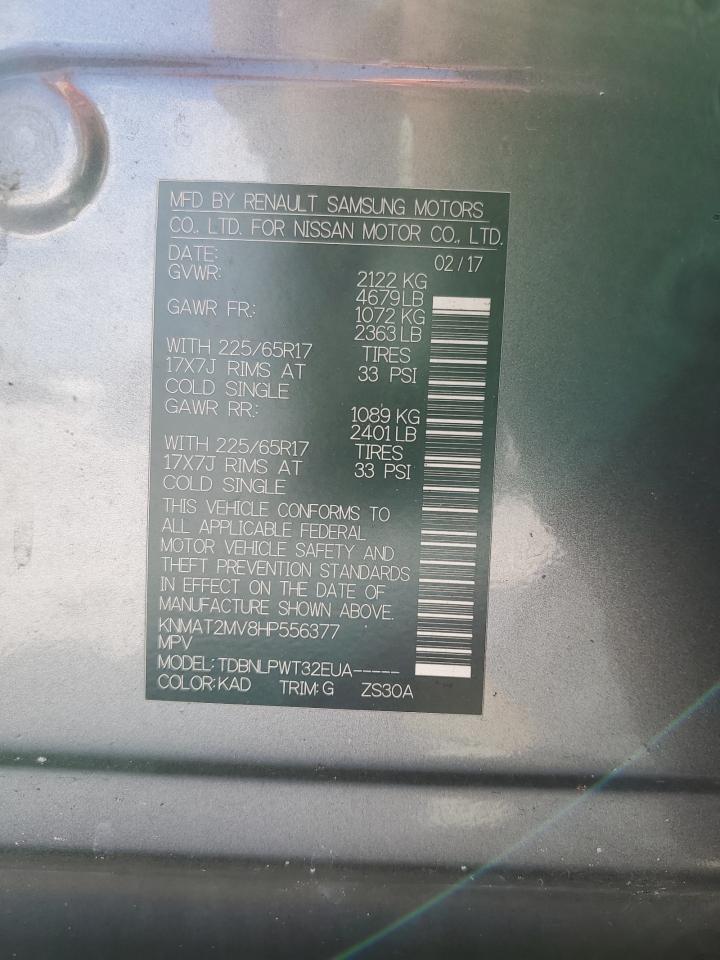 MFD BY RENAULT SAMSUNG MOTORS
CO., LTD. FOR NISSAN MOTOR CO., LTD.
DATE: 02/17
GVWR: 2122 KG
4679LB
GAWR FR.: 1072 KG
2363 LB
WITH 225/65R17 TIRES
17X7J RIMS AT 33 PSI
COLD SINGLE
GAWR RR.: 1089 KG
2401 LB
WITH 225/65R17 TIRES
17X7J RIMS AT 33 PSI
COLD SINGLE
THIS VEHICLE CONFORMS TO
ALL APPLICABLE FEDERAL
MOTOR VEHICLE SAFETY AND
THEFT PREVENTION STANDARDS
IN EFFECT ON THE DATE OF
MANUFACTURE SHOWN ABOVE.
KNMAT2MV8HP556377
MPV
MODEL: TDBNLPWT32EUA-----
COLOR: KAD TRIM: G ZS30A